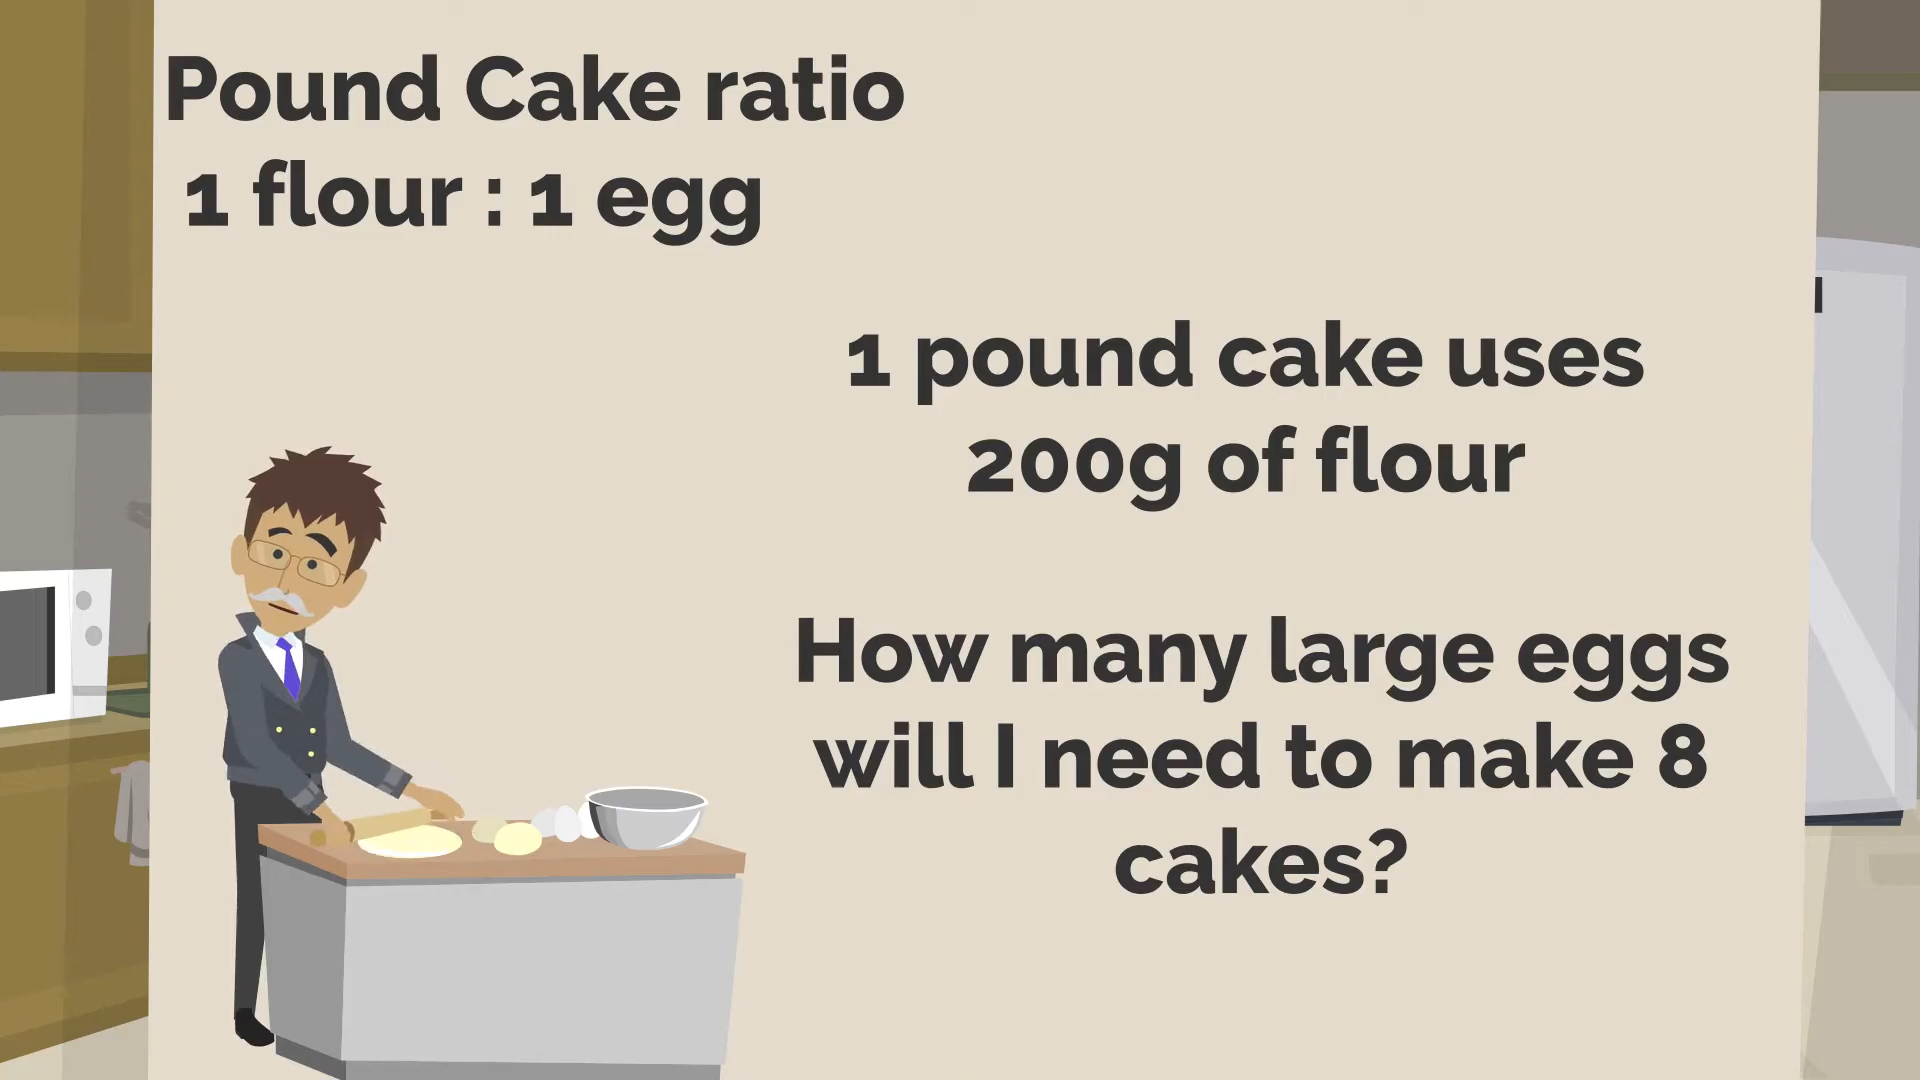 Pound Cake ratio
1 flour : 1 egg
1 pound cake uses
200g of flour
How many large eggs
will I need to make 8
cakes?